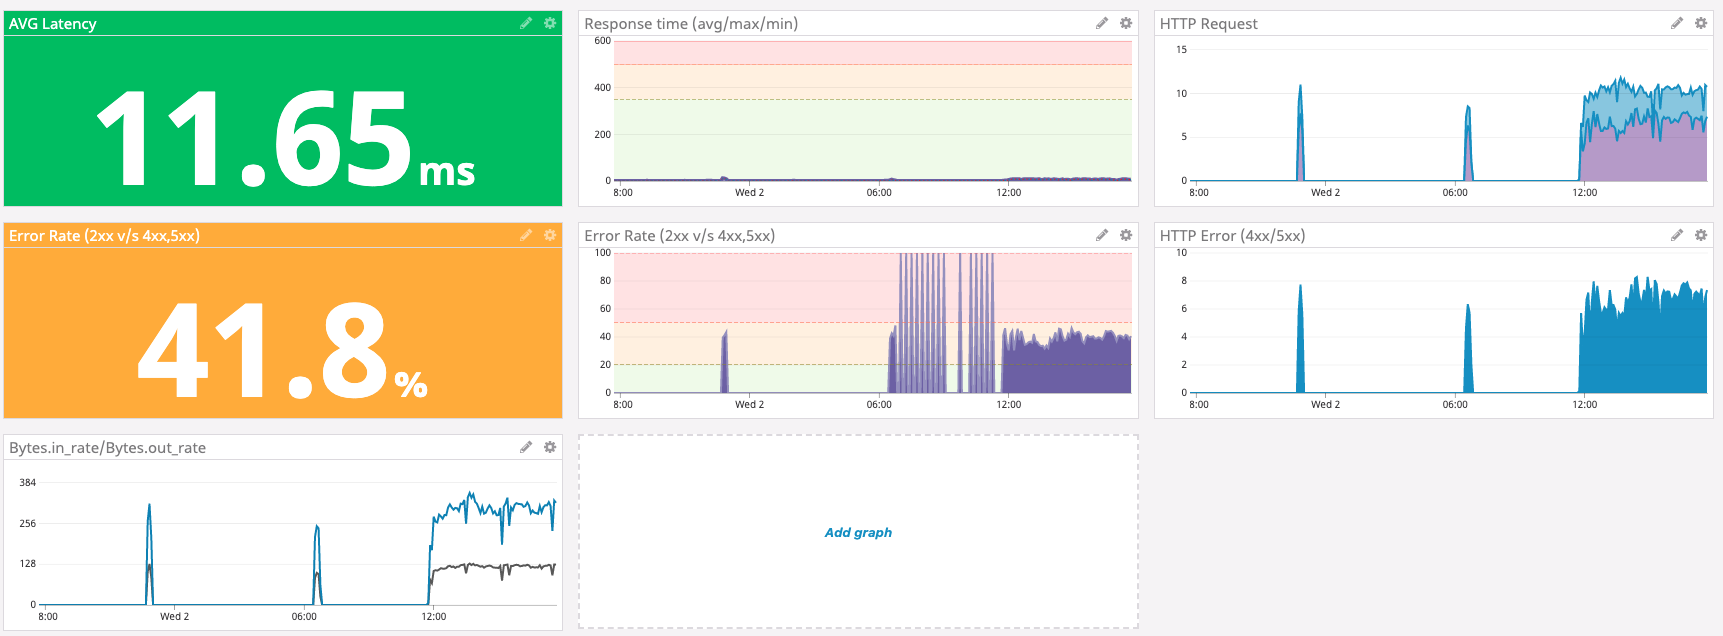 AVG Latency
11.65ms
Response time (avg/max/min)
600
400
200
0
8:00 Wed 2 06:00 12:00
HTTP Request
15
10
5
0
8:00 Wed 2 06:00 12:00
Error Rate (2xx v/s 4xx,5xx)
41.8%
Error Rate (2xx v/s 4xx,5xx)
100
80
60
40
20
0
8:00 Wed 2 06:00 12:00
HTTP Error (4xx/5xx)
10
8
6
4
2
0
8:00 Wed 2 06:00 12:00
Bytes.in_rate/Bytes.out_rate
384
256
128
0
8:00 Wed 2 06:00 12:00
Add graph